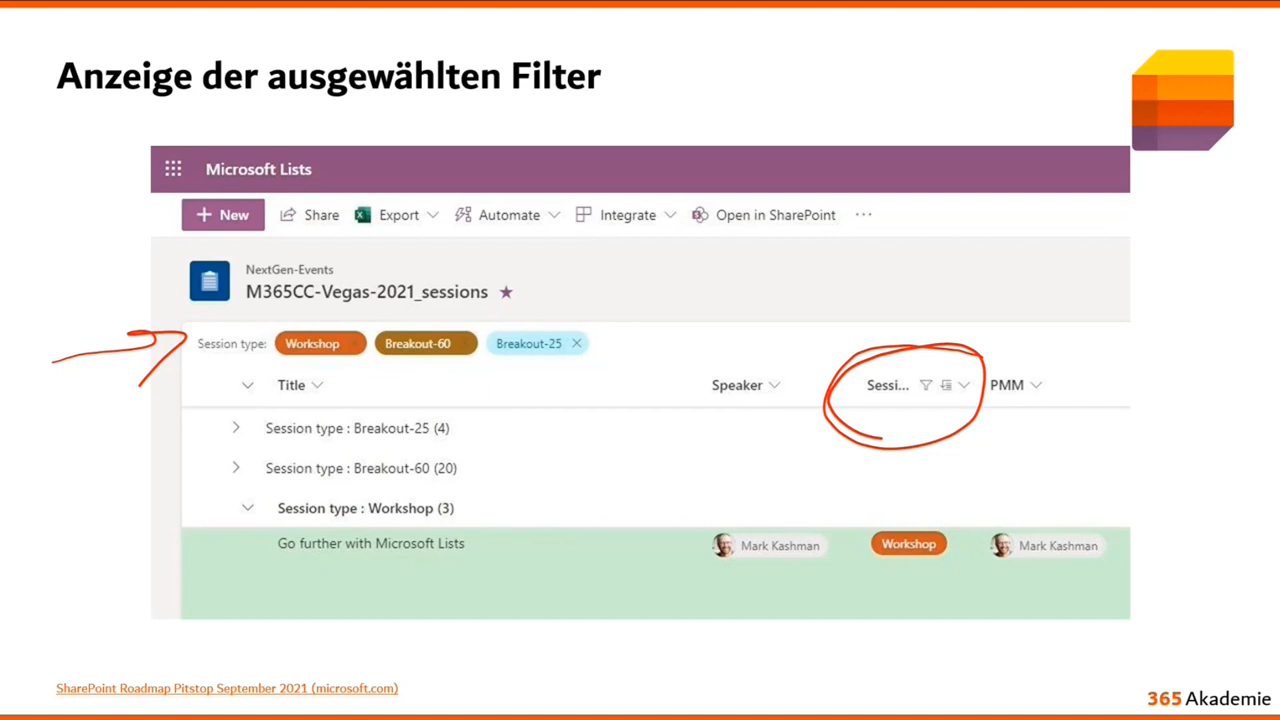 Anzeige der ausgewählten Filter
Microsoft Lists
New Share Export Automate Integrate Open in SharePoint ...
NextGen-Events
M365CC-Vegas-2021_sessions
Session type: Workshop Breakout-60 Breakout-25
Title Speaker Sessi... PMM
Session type : Breakout-25 (4)
Session type : Breakout-60 (20)
Session type : Workshop (3)
Go further with Microsoft Lists Mark Kashman Workshop Mark Kashman
SharePoint Roadmap Pitstop September 2021 (microsoft.com)
365 Akademie